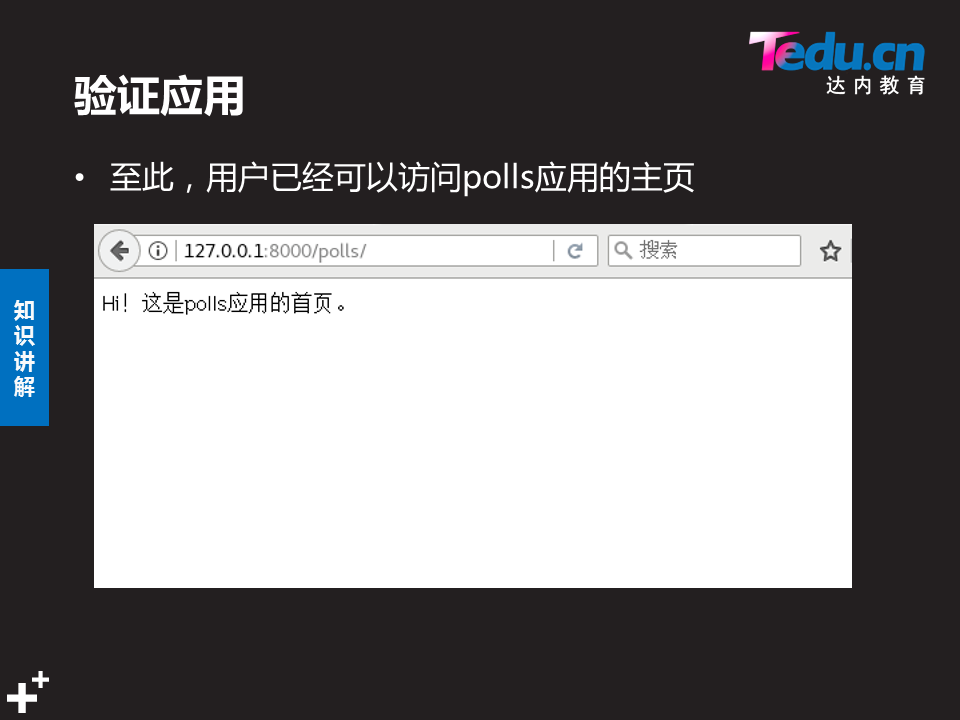 Tedu.cn
达内教育
验证应用
• 至此，用户已经可以访问polls应用的主页
127.0.0.1:8000/polls/
搜索
Hi！这是polls应用的首页。
知识讲解